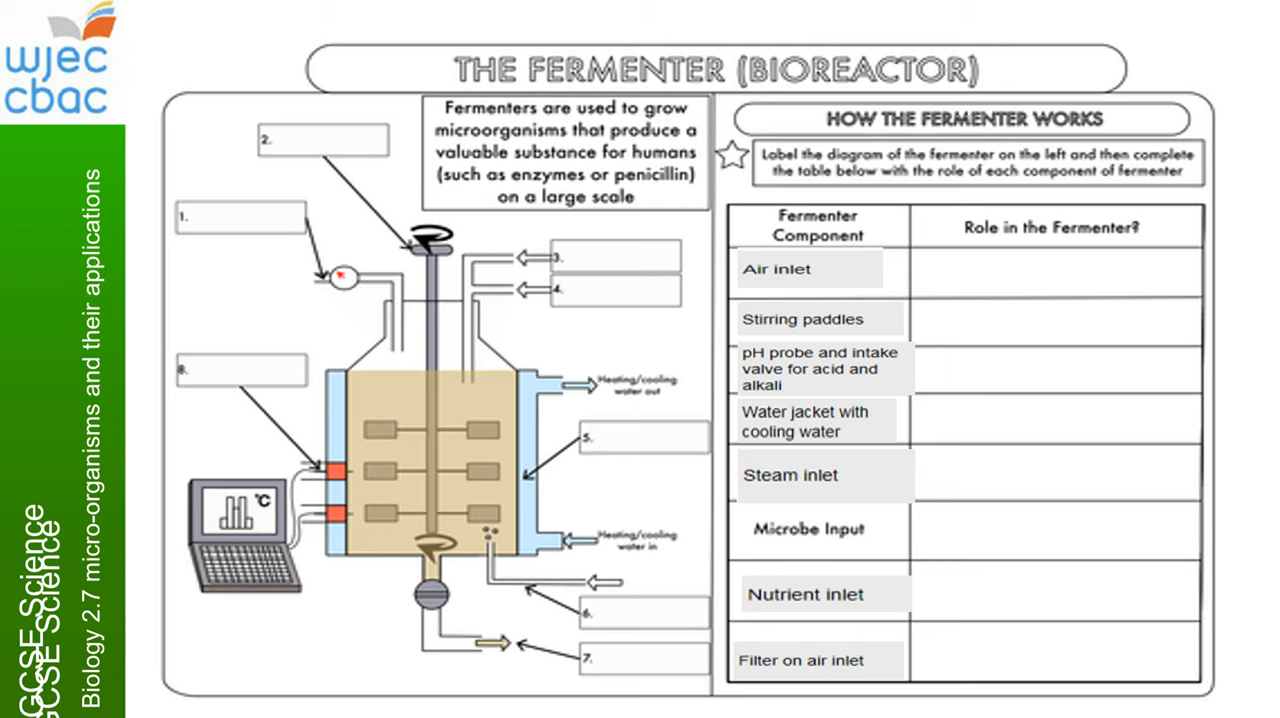 wjec
cbac
GCSE Science
GCSE Science
Biology 2.7 micro-organisms and their applications
THE FERMENTER (BIOREACTOR)
Fermenters are used to grow
microorganisms that produce a
valuable substance for humans
(such as enzymes or penicillin)
on a large scale
2.
1.
3.
4.
8.
Heating/cooling
water out
5.
°C
Heating/cooling
water in
6.
7.
HOW THE FERMENTER WORKS
Label the diagram of the fermenter on the left and then complete
the table below with the role of each component of fermenter
Fermenter
Component
Role in the Fermenter?
Air inlet
Stirring paddles
pH probe and intake
valve for acid and
alkali
Water jacket with
cooling water
Steam inlet
Microbe Input
Nutrient inlet
Filter on air inlet